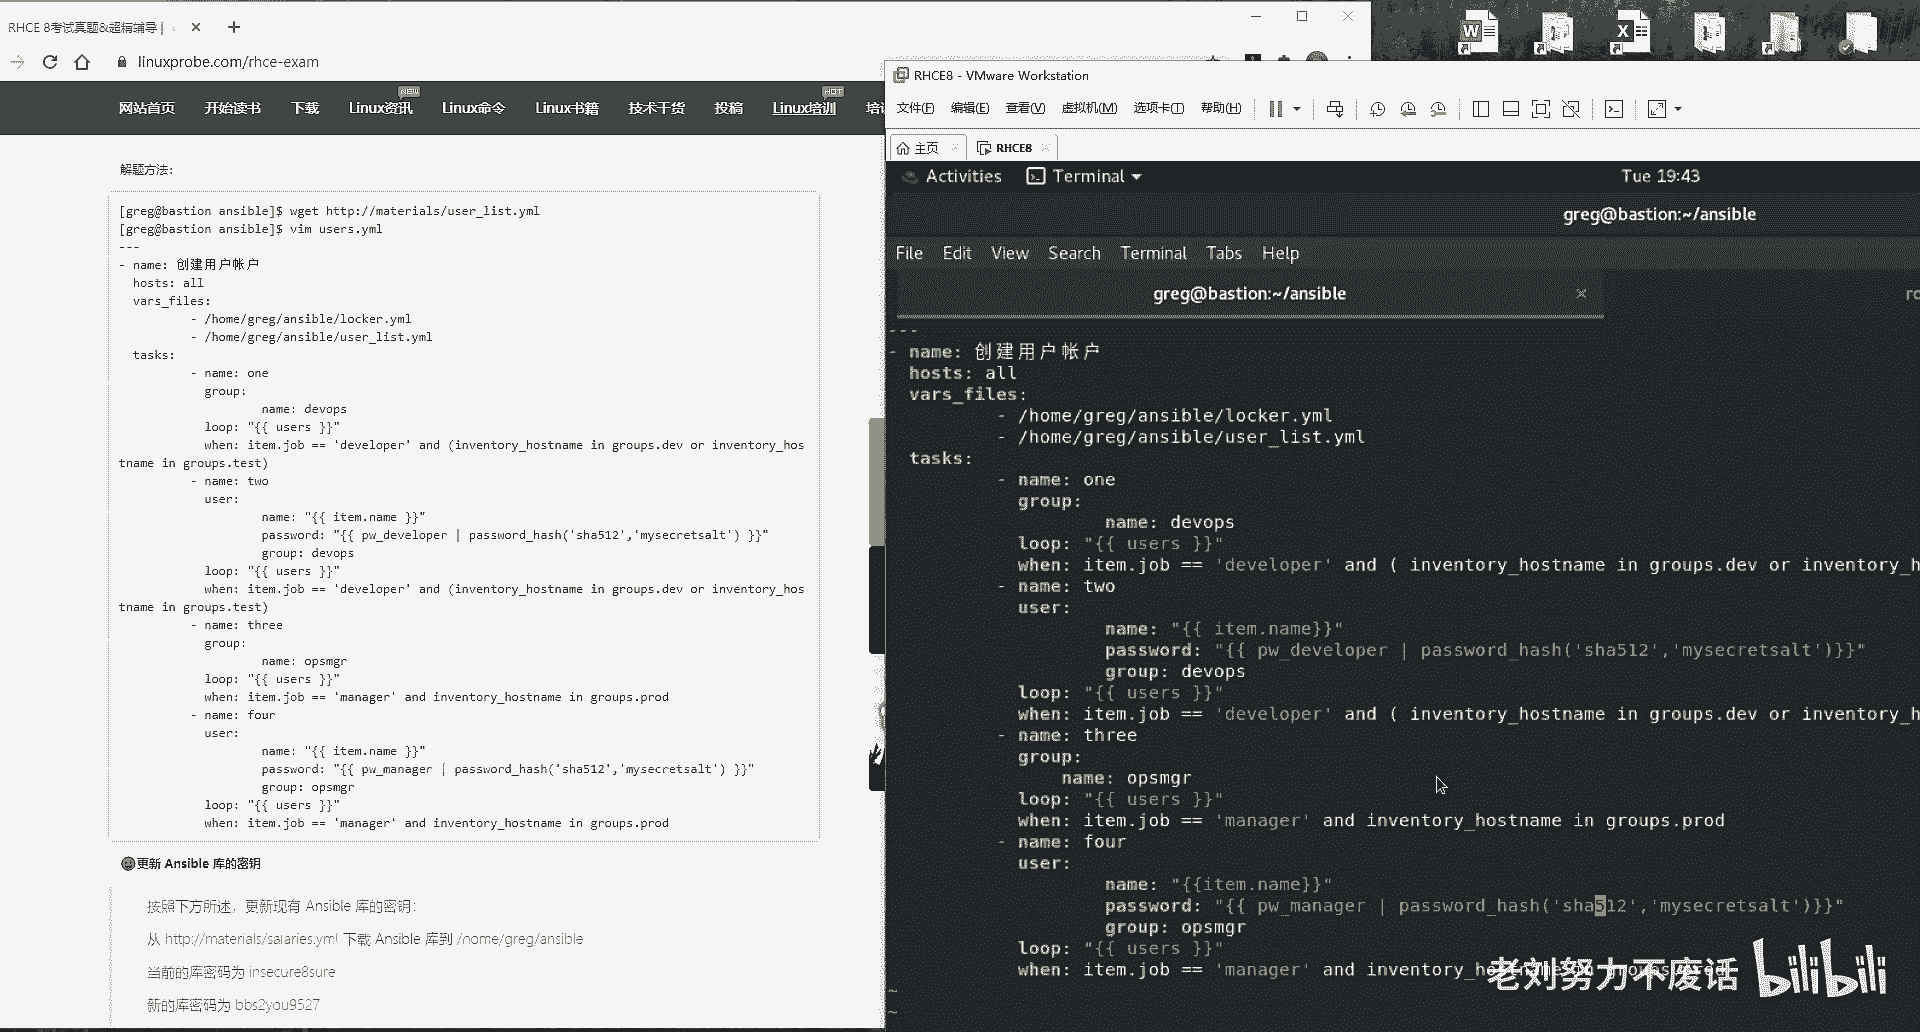 RHCE 8考试真题&超精辅导 |
linuxprobe.com/rhce-exam
网站首页 开始读书 下载 Linux资讯 NEW Linux命令 Linux书籍 技术干货 投稿 Linux培训 HOT
解题方法:
[greg@bastion ansible]$ wget http://materials/user_list.yml
[greg@bastion ansible]$ vim users.yml
---
- name: 创建用户帐户
hosts: all
vars_files:
- /home/greg/ansible/locker.yml
- /home/greg/ansible/user_list.yml
tasks:
- name: one
group:
name: devops
loop: "{{ users }}"
when: item.job == 'developer' and (inventory_hostname in groups.dev or inventory_hos
tname in groups.test)
- name: two
user:
name: "{{ item.name }}"
password: "{{ pw_developer | password_hash('sha512','mysecretsalt') }}"
group: devops
loop: "{{ users }}"
when: item.job == 'developer' and (inventory_hostname in groups.dev or inventory_hos
tname in groups.test)
- name: three
group:
name: opsmgr
loop: "{{ users }}"
when: item.job == 'manager' and inventory_hostname in groups.prod
- name: four
user:
name: "{{ item.name }}"
password: "{{ pw_manager | password_hash('sha512','mysecretsalt') }}"
group: opsmgr
loop: "{{ users }}"
when: item.job == 'manager' and inventory_hostname in groups.prod
更新 Ansible 库的密钥
按照下方所述，更新现有 Ansible 库的密钥:
从 http://materials/salaries.yml 下载 Ansible 库到 /home/greg/ansible
当前的库密码为 insecure8sure
新的库密码为 bbs2you9527
RHCE8 - VMware Workstation
文件(F) 编辑(E) 查看(V) 虚拟机(M) 选项卡(T) 帮助(H)
主页 RHCE8
Activities Terminal Tue 19:43
greg@bastion:~/ansible
File Edit View Search Terminal Tabs Help
greg@bastion:~/ansible
---
- name: 创建用户帐户
hosts: all
vars_files:
- /home/greg/ansible/locker.yml
- /home/greg/ansible/user_list.yml
tasks:
- name: one
group:
name: devops
loop: "{{ users }}"
when: item.job == 'developer' and ( inventory_hostname in groups.dev or inventory_h
- name: two
user:
name: "{{ item.name}}"
password: "{{ pw_developer | password_hash('sha512','mysecretsalt')}}"
group: devops
loop: "{{ users }}"
when: item.job == 'developer' and ( inventory_hostname in groups.dev or inventory_h
- name: three
group:
name: opsmgr
loop: "{{ users }}"
when: item.job == 'manager' and inventory_hostname in groups.prod
- name: four
user:
name: "{{item.name}}"
password: "{{ pw_manager | password_hash('sha512','mysecretsalt')}}"
group: opsmgr
loop: "{{ users }}"
when: item.job == 'manager' and
~
~
老刘努力不废话 bilibili